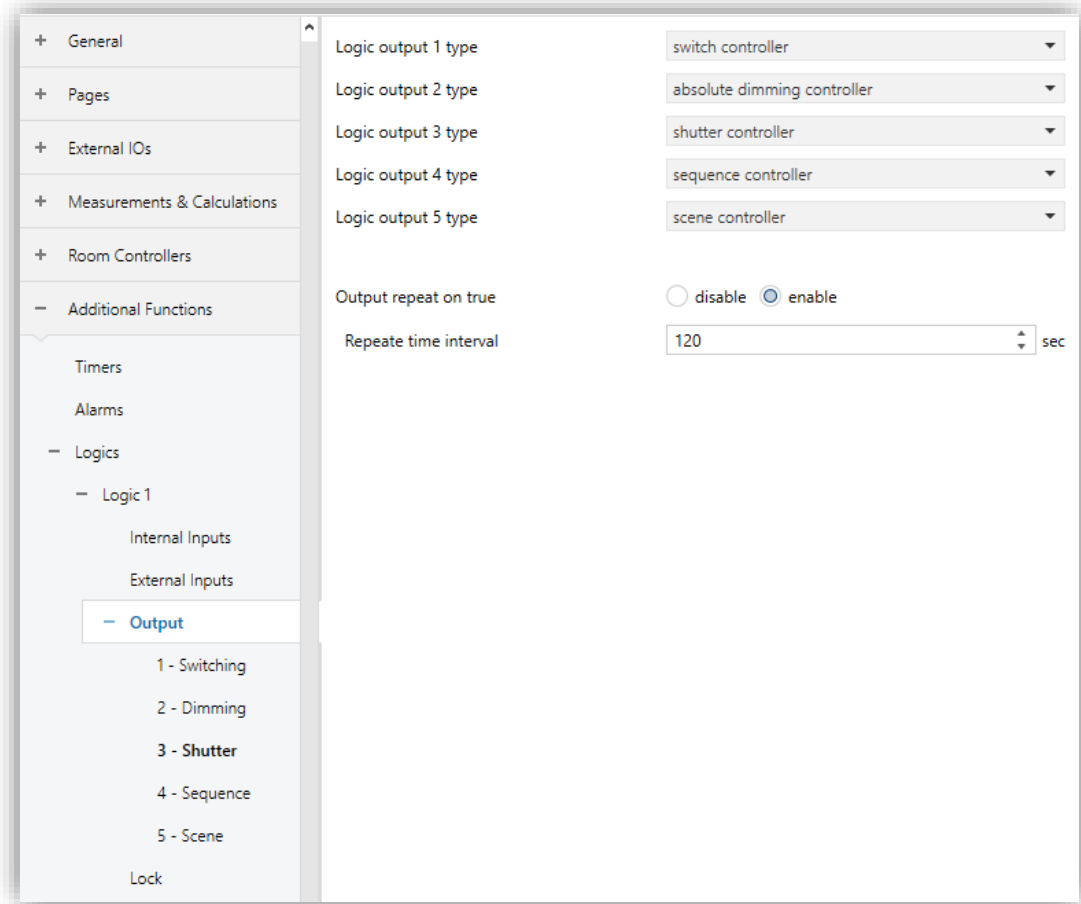 + General
+ Pages
+ External IOs
+ Measurements & Calculations
+ Room Controllers
− Additional Functions
Timers
Alarms
− Logics
− Logic 1
Internal Inputs
External Inputs
− Output
1 - Switching
2 - Dimming
3 - Shutter
4 - Sequence
5 - Scene
Lock
Logic output 1 type switch controller
Logic output 2 type absolute dimming controller
Logic output 3 type shutter controller
Logic output 4 type sequence controller
Logic output 5 type scene controller
Output repeat on true disable enable
Repeate time interval 120 sec